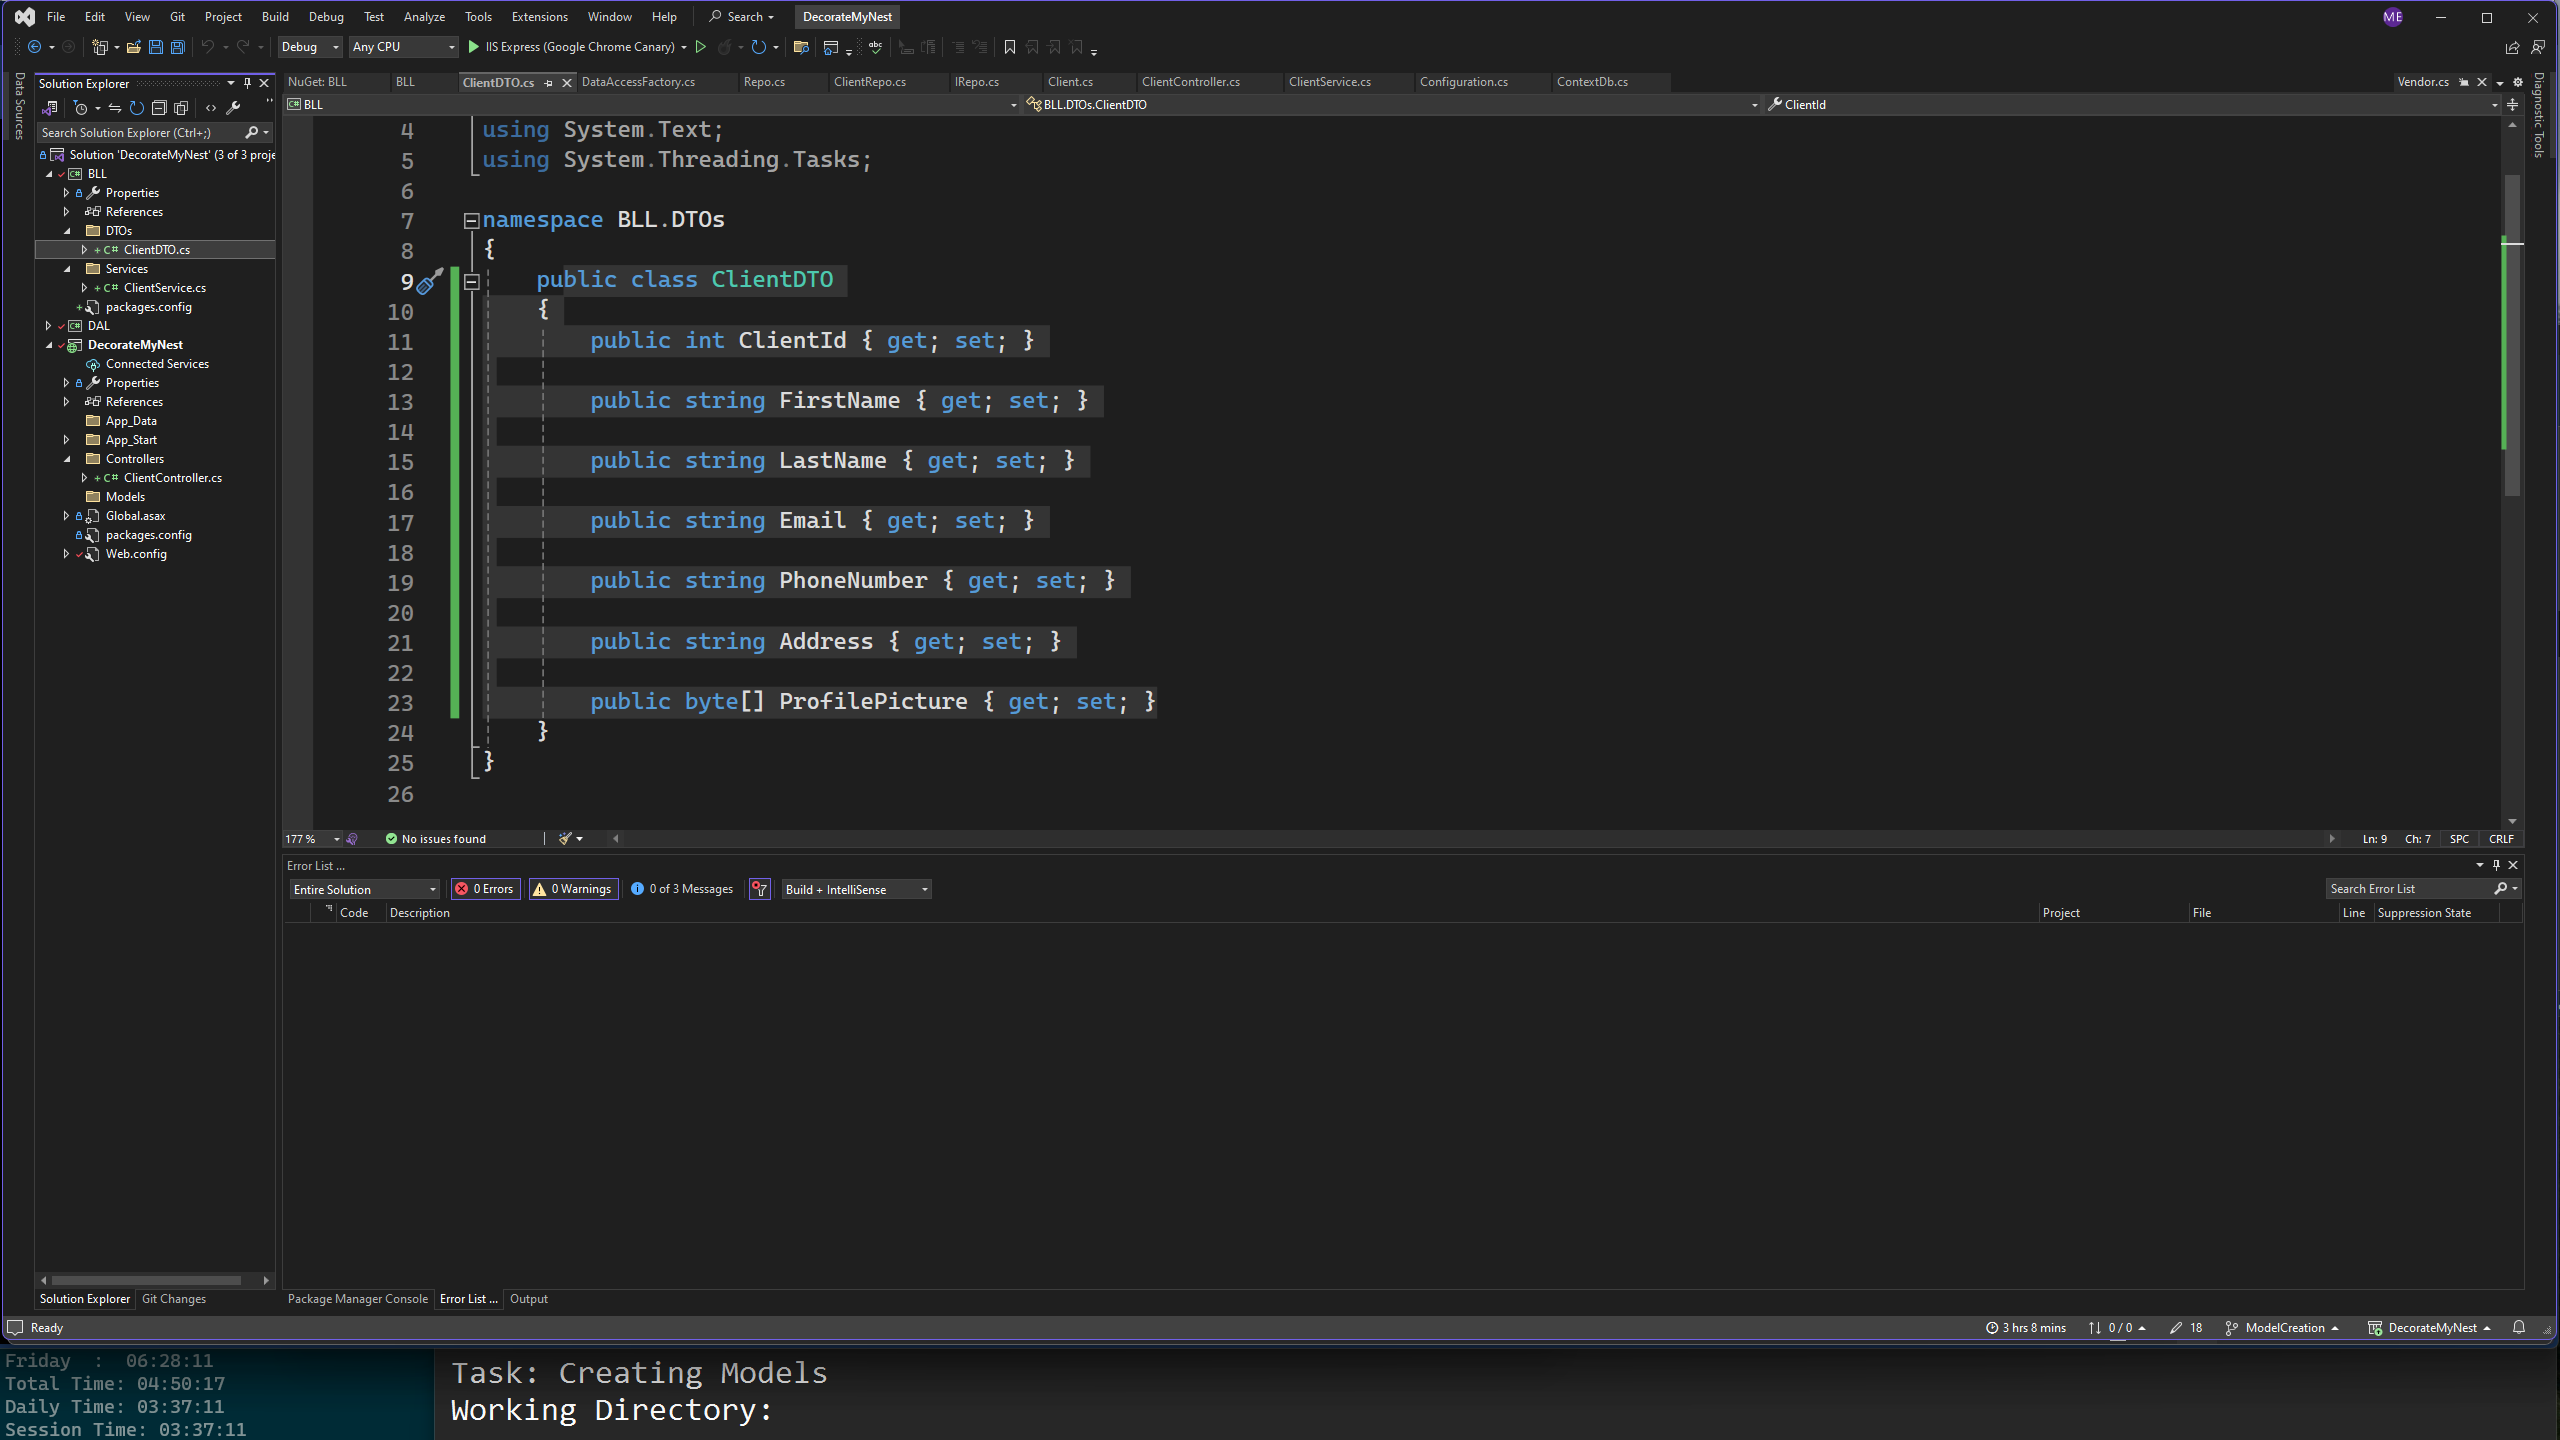 File Edit View Git Project Build Debug Test Analyze Tools Extensions Window Help Search DecorateMyNest ME
Debug Any CPU IIS Express (Google Chrome Canary)
Data Sources
Solution Explorer
Search Solution Explorer (Ctrl+;)
Solution 'DecorateMyNest' (3 of 3 proje
BLL
Properties
References
DTOs
C# ClientDTO.cs
Services
C# ClientService.cs
packages.config
DAL
DecorateMyNest
Connected Services
Properties
References
App_Data
App_Start
Controllers
C# ClientController.cs
Models
Global.asax
packages.config
Web.config
Solution Explorer Git Changes
NuGet: BLL BLL ClientDTO.cs DataAccessFactory.cs Repo.cs ClientRepo.cs IRepo.cs Client.cs ClientController.cs ClientService.cs Configuration.cs ContextDb.cs Vendor.cs
BLL BLL.DTOs.ClientDTO ClientId
Diagnostic Tools
4 using System.Text;
5 using System.Threading.Tasks;
6
7 namespace BLL.DTOs
8 {
9 public class ClientDTO
10 {
11 public int ClientId { get; set; }
12
13 public string FirstName { get; set; }
14
15 public string LastName { get; set; }
16
17 public string Email { get; set; }
18
19 public string PhoneNumber { get; set; }
20
21 public string Address { get; set; }
22
23 public byte[] ProfilePicture { get; set; }
24 }
25 }
26
177 % No issues found Ln: 9 Ch: 7 SPC CRLF
Error List ...
Entire Solution 0 Errors 0 Warnings 0 of 3 Messages Build + IntelliSense Search Error List
Code Description Project File Line Suppression State
Package Manager Console Error List ... Output
Ready 3 hrs 8 mins 0 / 0 18 ModelCreation DecorateMyNest
Friday : 06:28:11
Total Time: 04:50:17
Daily Time: 03:37:11
Session Time: 03:37:11
Task: Creating Models
Working Directory: